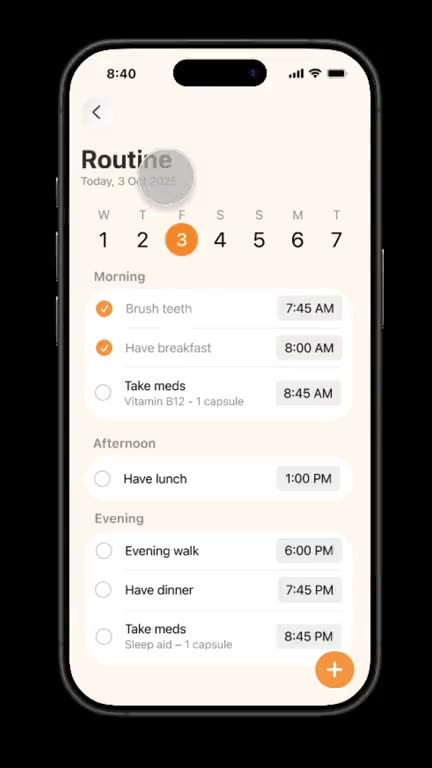 8:40
Routine
Today, 3 Oct 2025
W T F S S M T
1 2 3 4 5 6 7
Morning
Brush teeth 7:45 AM
Have breakfast 8:00 AM
Take meds 8:45 AM
Vitamin B12 - 1 capsule
Afternoon
Have lunch 1:00 PM
Evening
Evening walk 6:00 PM
Have dinner 7:45 PM
Take meds 8:45 PM
Sleep aid – 1 capsule